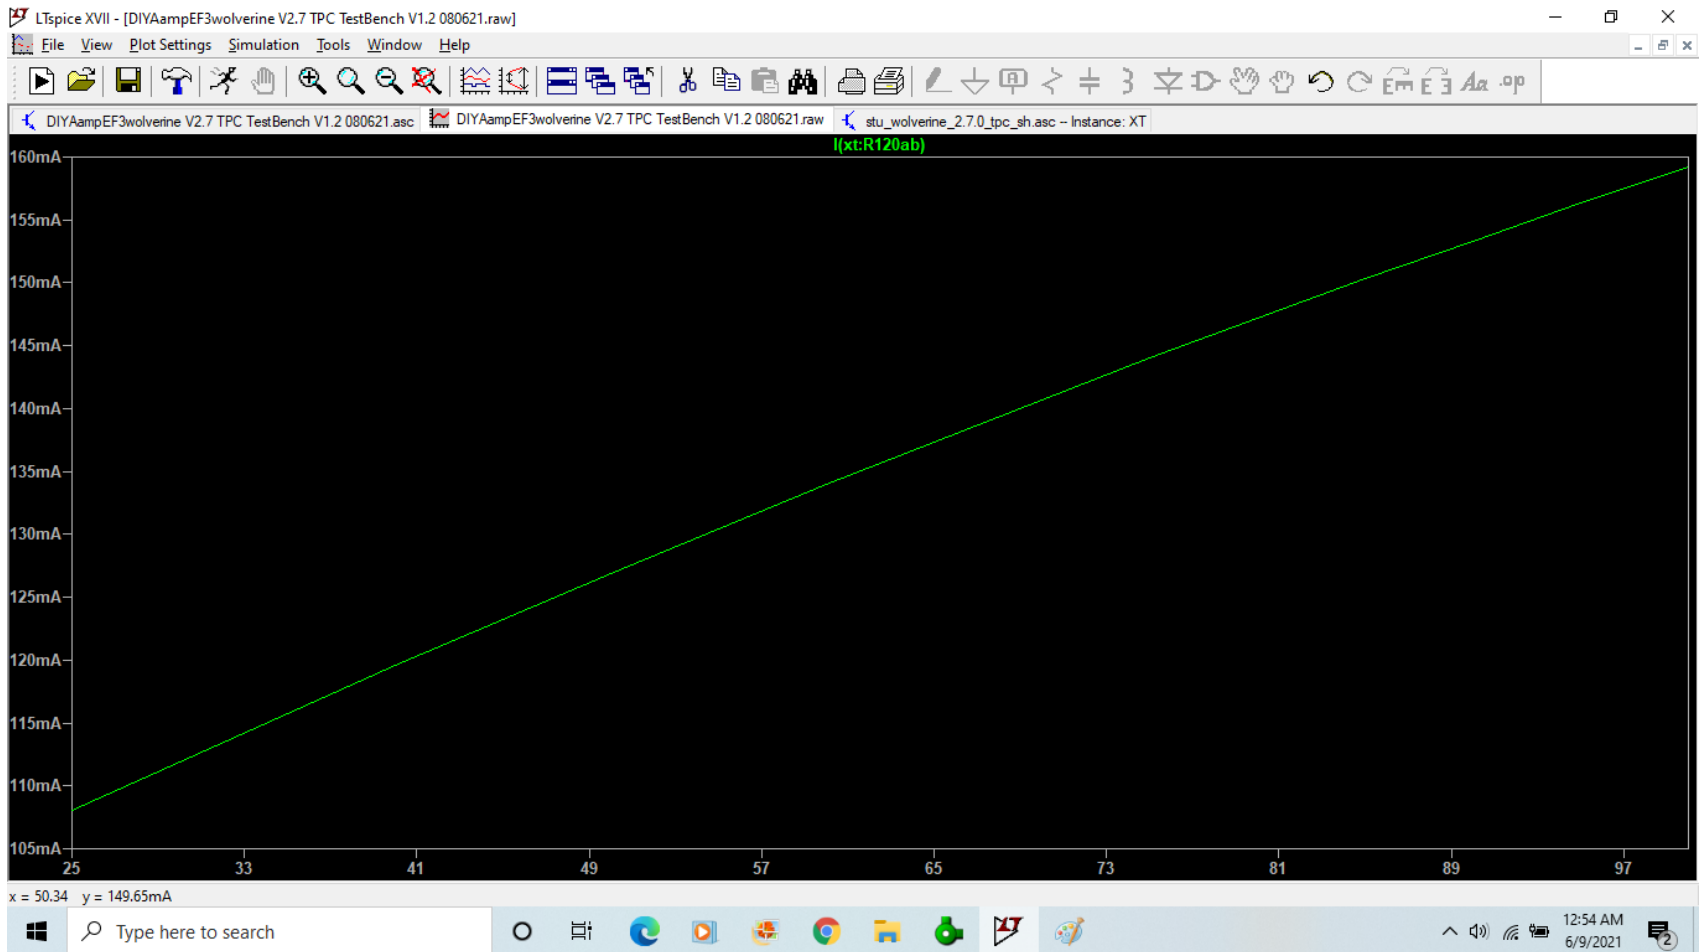 LTspice XVII - [DIYAampEF3wolverine V2.7 TPC TestBench V1.2 080621.raw]
File View Plot Settings Simulation Tools Window Help
DIYAampEF3wolverine V2.7 TPC TestBench V1.2 080621.asc DIYAampEF3wolverine V2.7 TPC TestBench V1.2 080621.raw stu_wolverine_2.7.0_tpc_sh.asc -- Instance: XT
I(xt:R120ab)
160mA
155mA
150mA
145mA
140mA
135mA
130mA
125mA
120mA
115mA
110mA
105mA
25 33 41 49 57 65 73 81 89 97
x = 50.34 y = 149.65mA
Type here to search
12:54 AM
6/9/2021
2